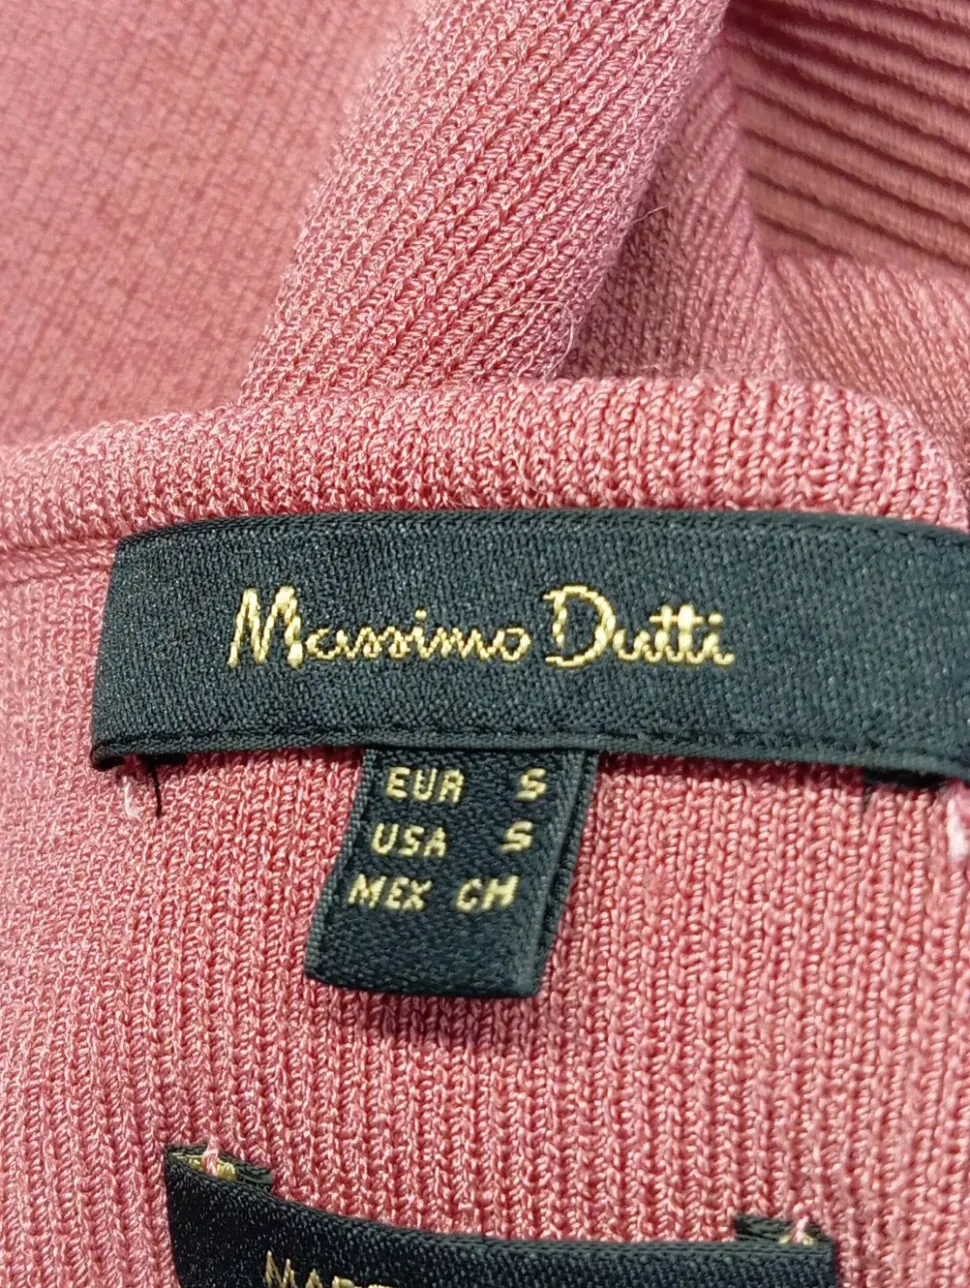 Massimo Dutti
EUR S
USA S
MEX CH